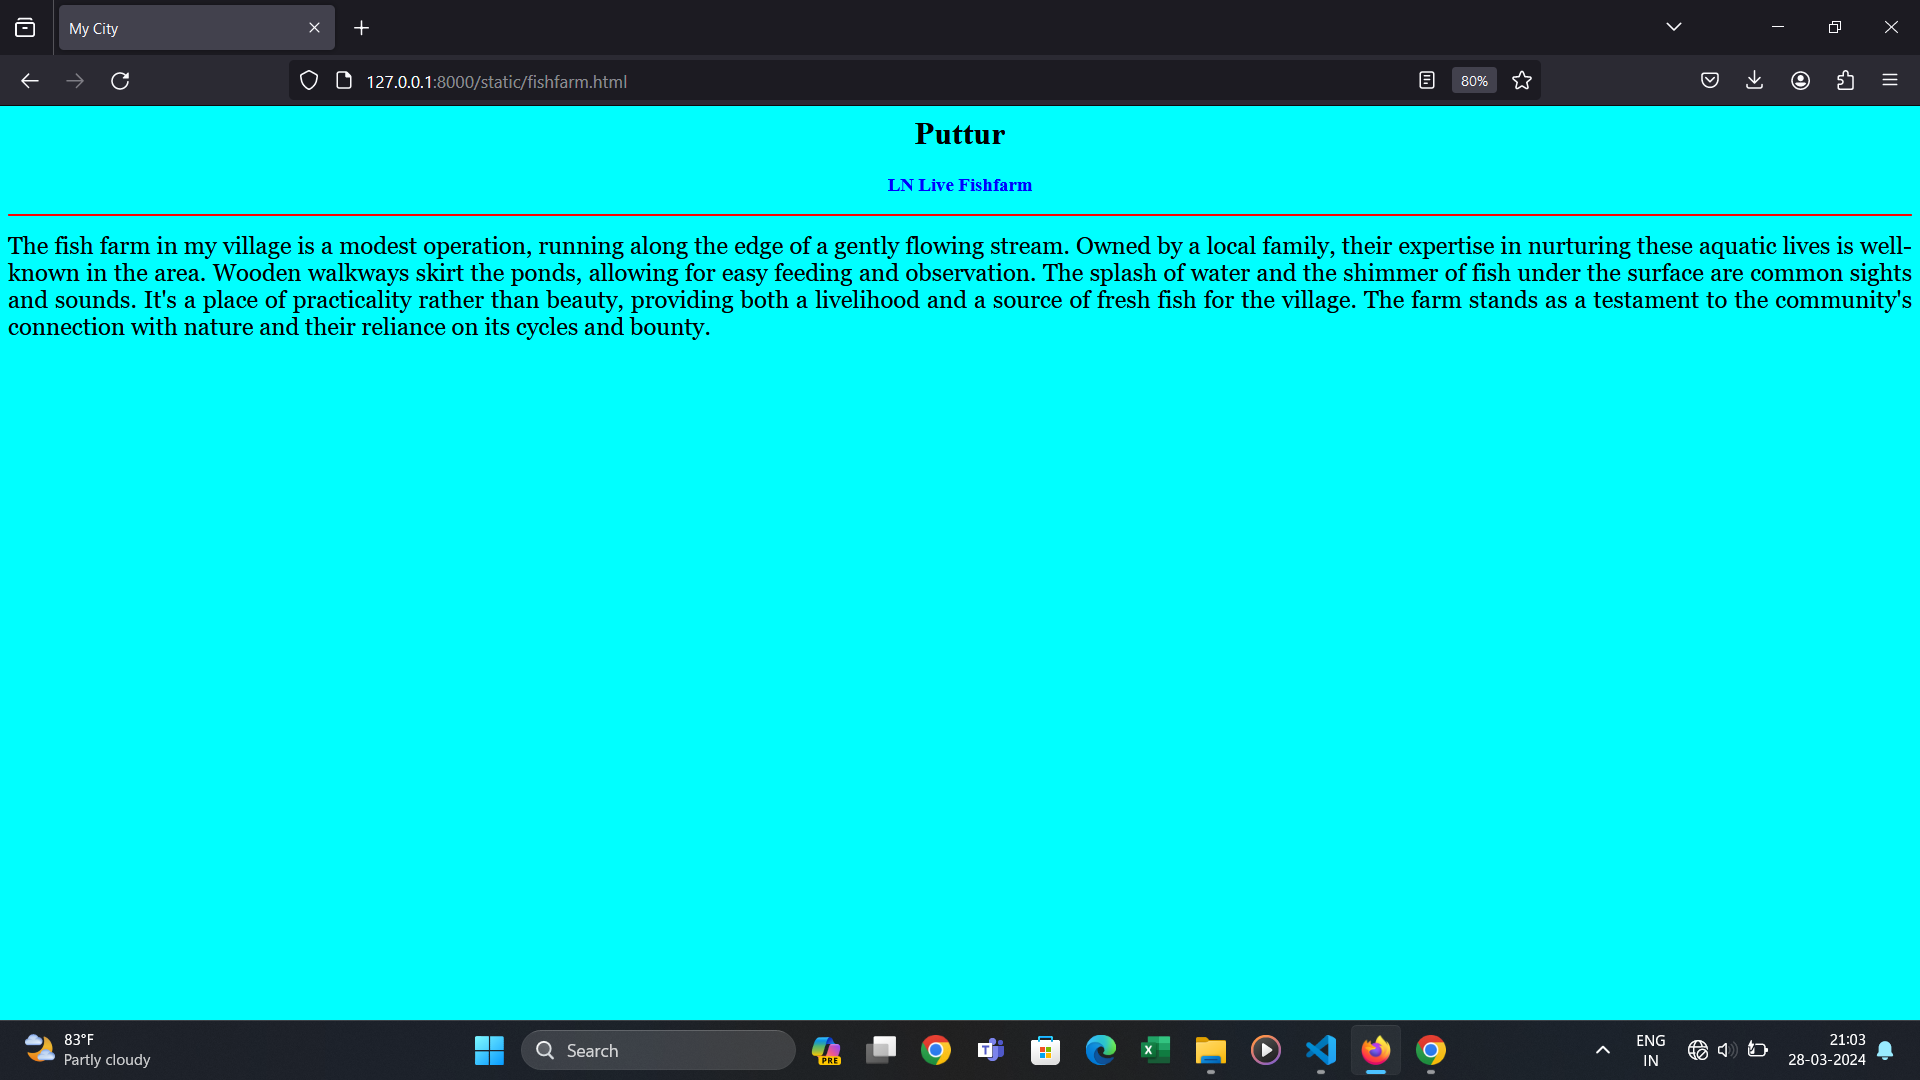 My City
127.0.0.1:8000/static/fishfarm.html
80%
Puttur
LN Live Fishfarm
The fish farm in my village is a modest operation, running along the edge of a gently flowing stream. Owned by a local family, their expertise in nurturing these aquatic lives is well-
known in the area. Wooden walkways skirt the ponds, allowing for easy feeding and observation. The splash of water and the shimmer of fish under the surface are common sights
and sounds. It's a place of practicality rather than beauty, providing both a livelihood and a source of fresh fish for the village. The farm stands as a testament to the community's
connection with nature and their reliance on its cycles and bounty.
83°F
Partly cloudy
Search
PRE
ENG
IN
21:03
28-03-2024